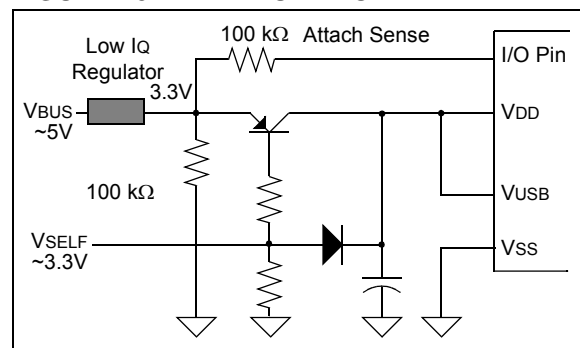 100 kΩ Attach Sense
I/O Pin
Low IQ
Regulator
3.3V
VBUS
~5V
VDD
100 kΩ
VUSB
VSELF
~3.3V
VSS